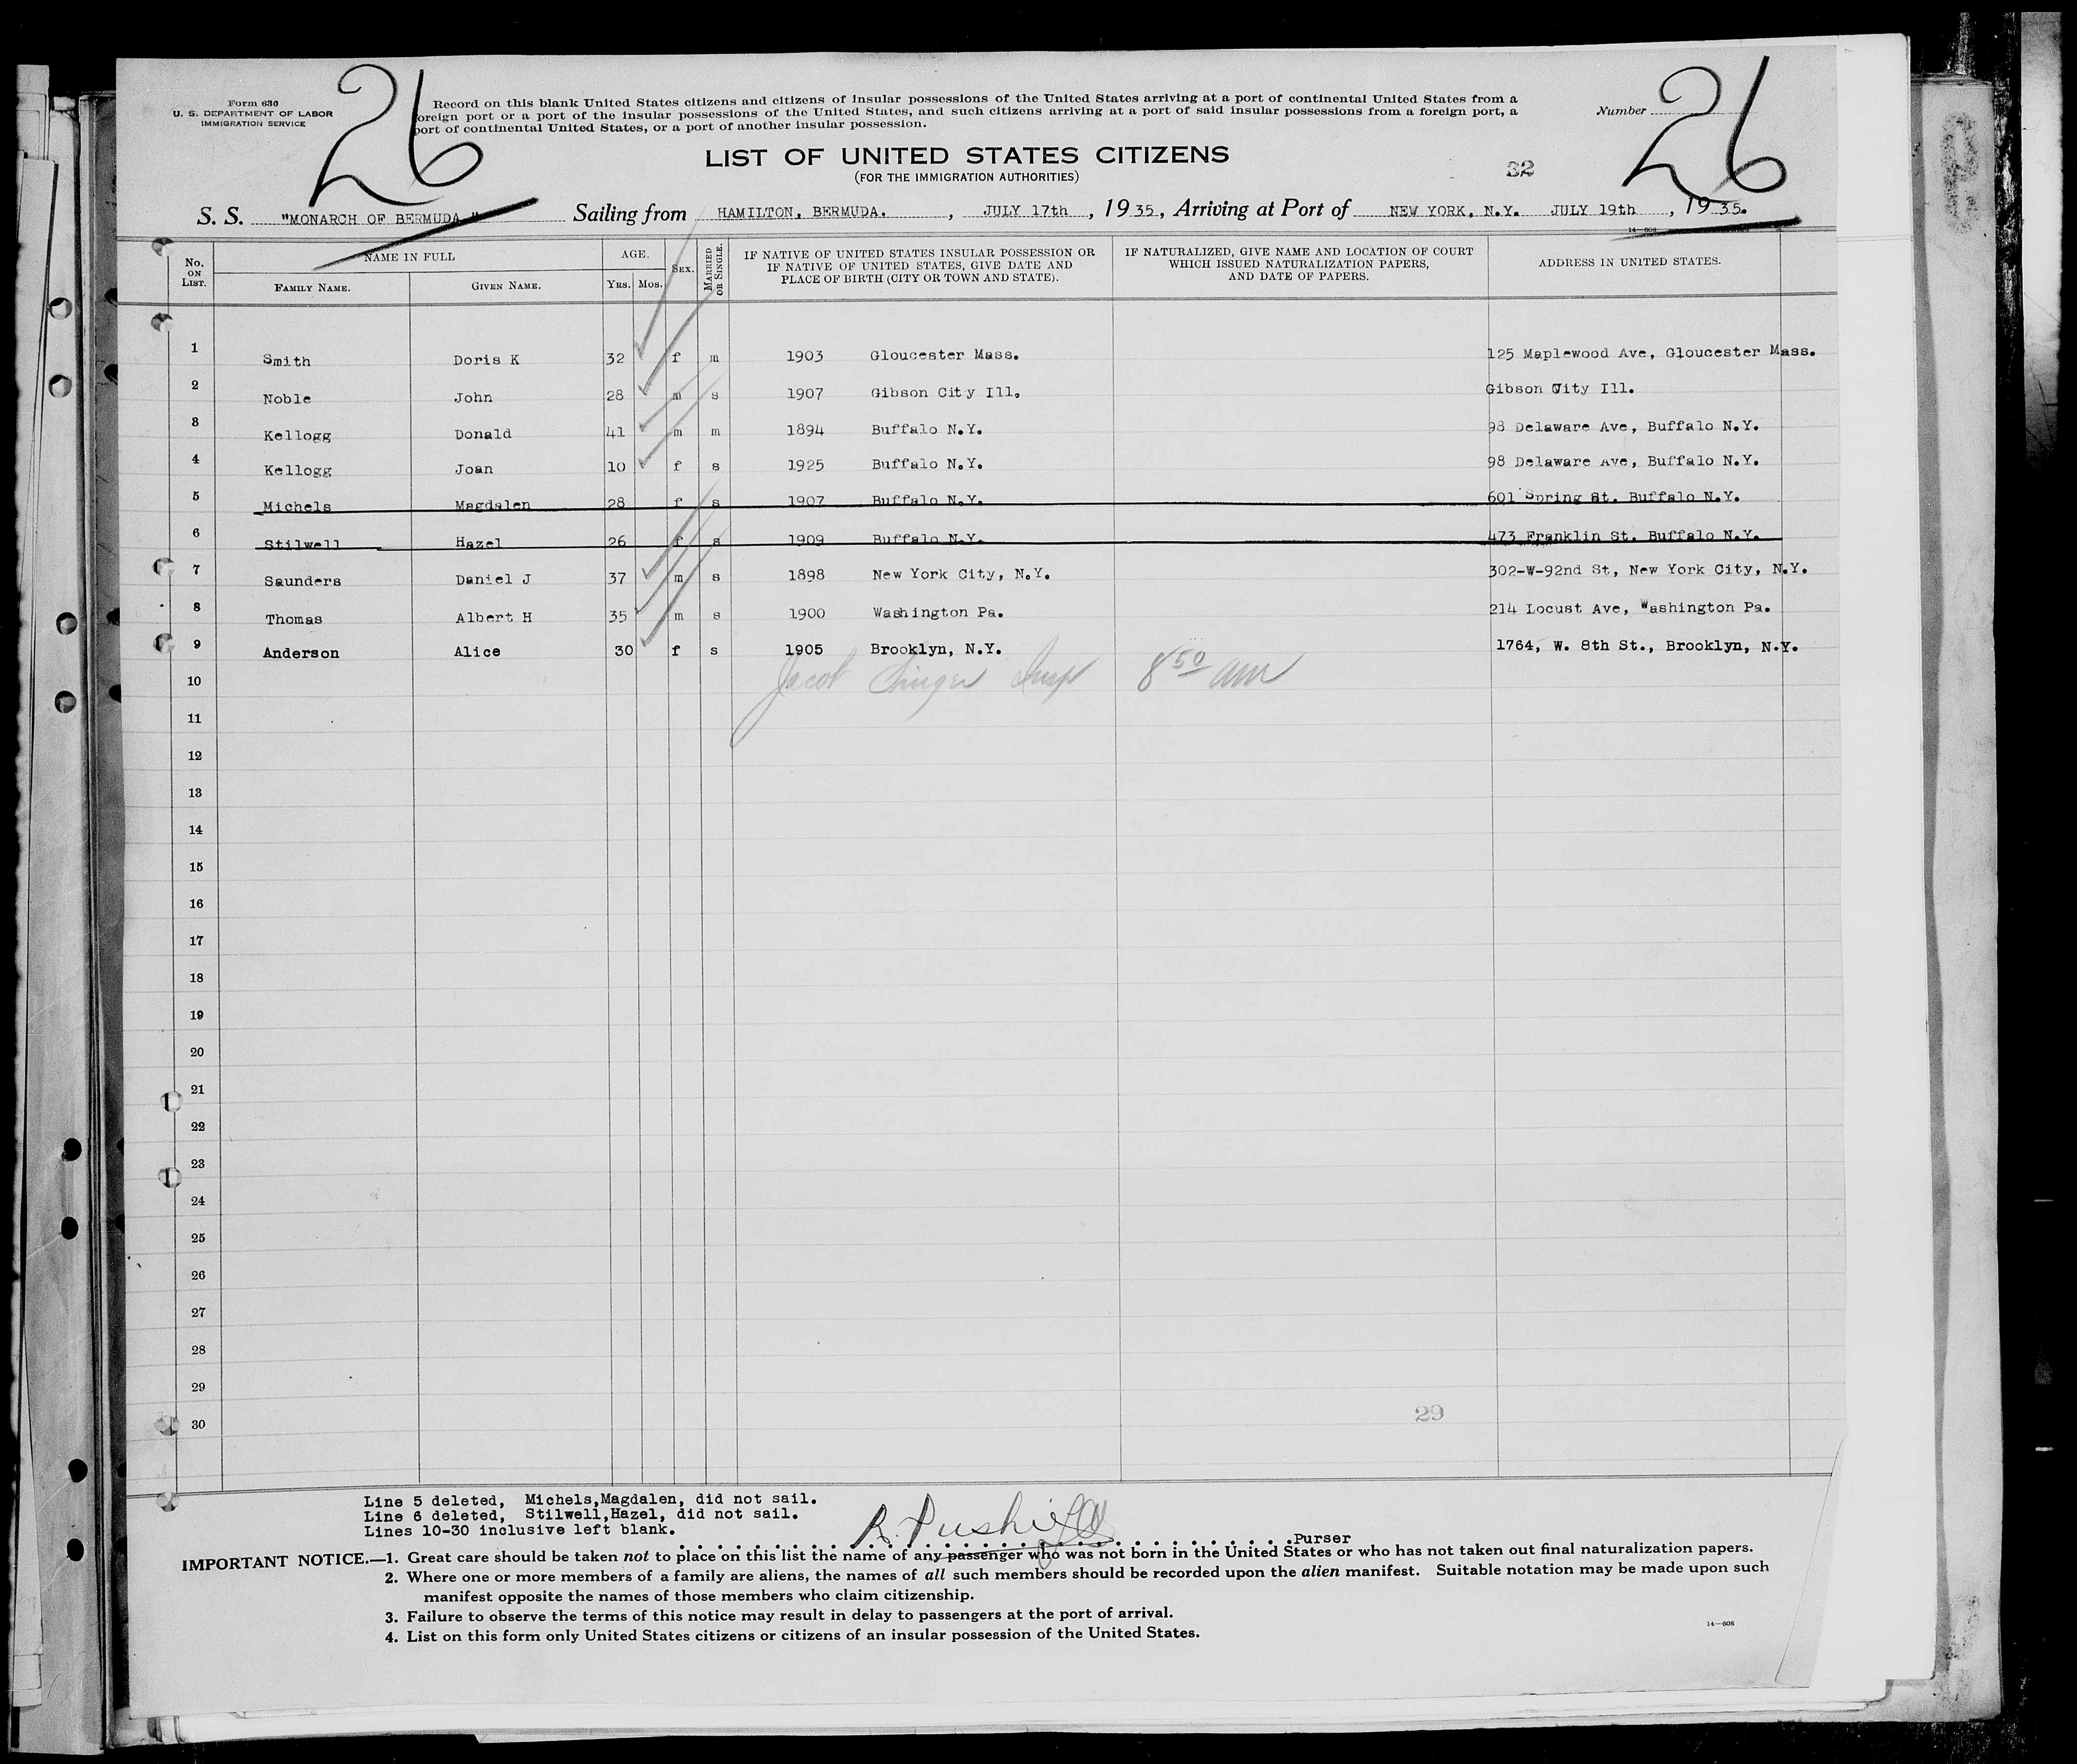 26
26
Form 630
U. S. DEPARTMENT OF LABOR
IMMIGRATION SERVICE
Record on this blank United States citizens and citizens of insular possessions of the United States arriving at a port of continental United States from a
oreign port or a port of the insular possessions of the United States, and such citizens arriving at a port of said insular possessions from a foreign port, a
port of continental United States, or a port of another insular possession.
Number
LIST OF UNITED STATES CITIZENS
(FOR THE IMMIGRATION AUTHORITIES)
32
S. S. "MONARCH OF BERMUDA" Sailing from HAMILTON, BERMUDA. , JULY 17th , 1935, Arriving at Port of NEW YORK, N.Y. JULY 19th , 1935.
14—608
No. ON LIST. NAME IN FULL FAMILY NAME. GIVEN NAME. AGE. YRS. MOS. SEX. MARRIED OR SINGLE. IF NATIVE OF UNITED STATES INSULAR POSSESSION OR IF NATIVE OF UNITED STATES, GIVE DATE AND PLACE OF BIRTH (CITY OR TOWN AND STATE). IF NATURALIZED, GIVE NAME AND LOCATION OF COURT WHICH ISSUED NATURALIZATION PAPERS, AND DATE OF PAPERS. ADDRESS IN UNITED STATES.
1 Smith Doris K 32 f m 1903 Gloucester Mass. 125 Maplewood Ave, Gloucester Mass.
2 Noble John 28 m s 1907 Gibson City Ill. Gibson City Ill.
3 Kellogg Donald 41 m m 1894 Buffalo N.Y. 98 Delaware Ave, Buffalo N.Y.
4 Kellogg Joan 10 f s 1925 Buffalo N.Y. 98 Delaware Ave, Buffalo N.Y.
5 Michels Magdalen 28 f s 1907 Buffalo N.Y. 601 Spring St. Buffalo N.Y.
6 Stilwell Hazel 26 f s 1909 Buffalo N.Y. 473 Franklin St. Buffalo N.Y.
7 Saunders Daniel J 37 m s 1898 New York City, N.Y. 302-W-92nd St, New York City, N.Y.
8 Thomas Albert H 35 m s 1900 Washington Pa. 214 Locust Ave, Washington Pa.
9 Anderson Alice 30 f s 1905 Brooklyn, N.Y. 1764, W. 8th St., Brooklyn, N.Y.
10 Jacob Singer Insp 8 50 am
11
12
13
14
15
16
17
18
19
20
21
22
23
24
25
26
27
28
29
30
29
Line 5 deleted, Michels,Magdalen, did not sail.
Line 6 deleted, Stilwell,Hazel, did not sail.
Lines 10-30 inclusive left blank.
Purser
IMPORTANT NOTICE.—1. Great care should be taken not to place on this list the name of any passenger who was not born in the United States or who has not taken out final naturalization papers.
2. Where one or more members of a family are aliens, the names of all such members should be recorded upon the alien manifest. Suitable notation may be made upon such
manifest opposite the names of those members who claim citizenship.
3. Failure to observe the terms of this notice may result in delay to passengers at the port of arrival.
4. List on this form only United States citizens or citizens of an insular possession of the United States.
14—608